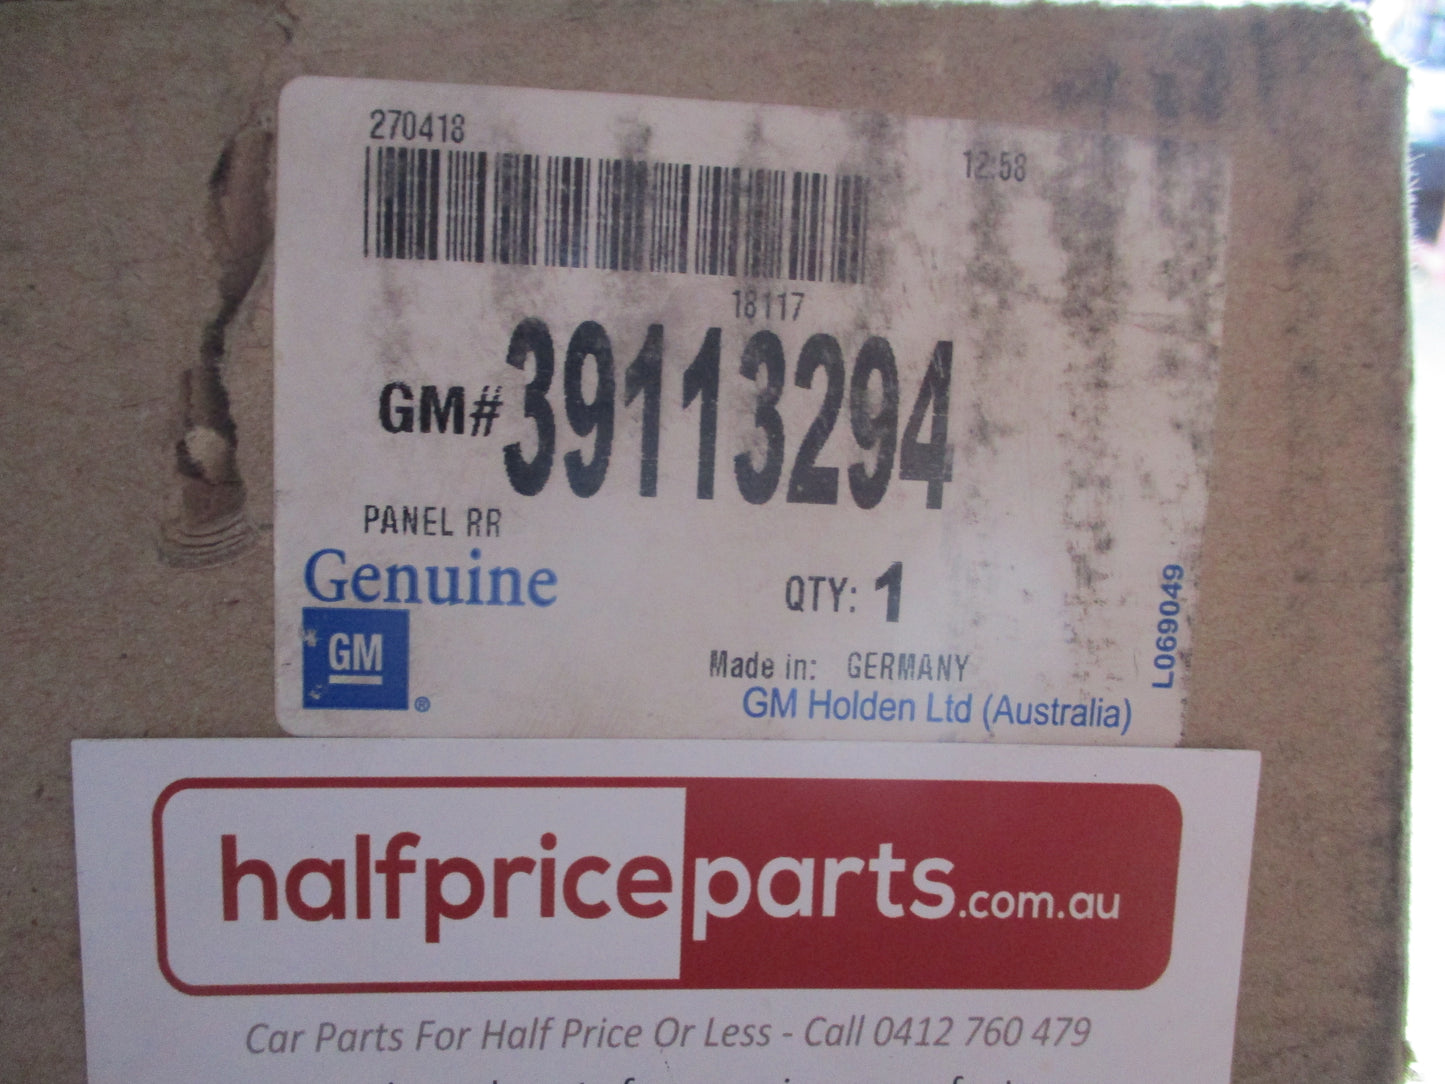 270418
12:58
18117
GM# 39113294
PANEL RR
Genuine
QTY: 1
GM ®
Made in: GERMANY
GM Holden Ltd (Australia)
L069049
halfpriceparts.com.au
Car Parts For Half Price Or Less - Call 0412 760 479